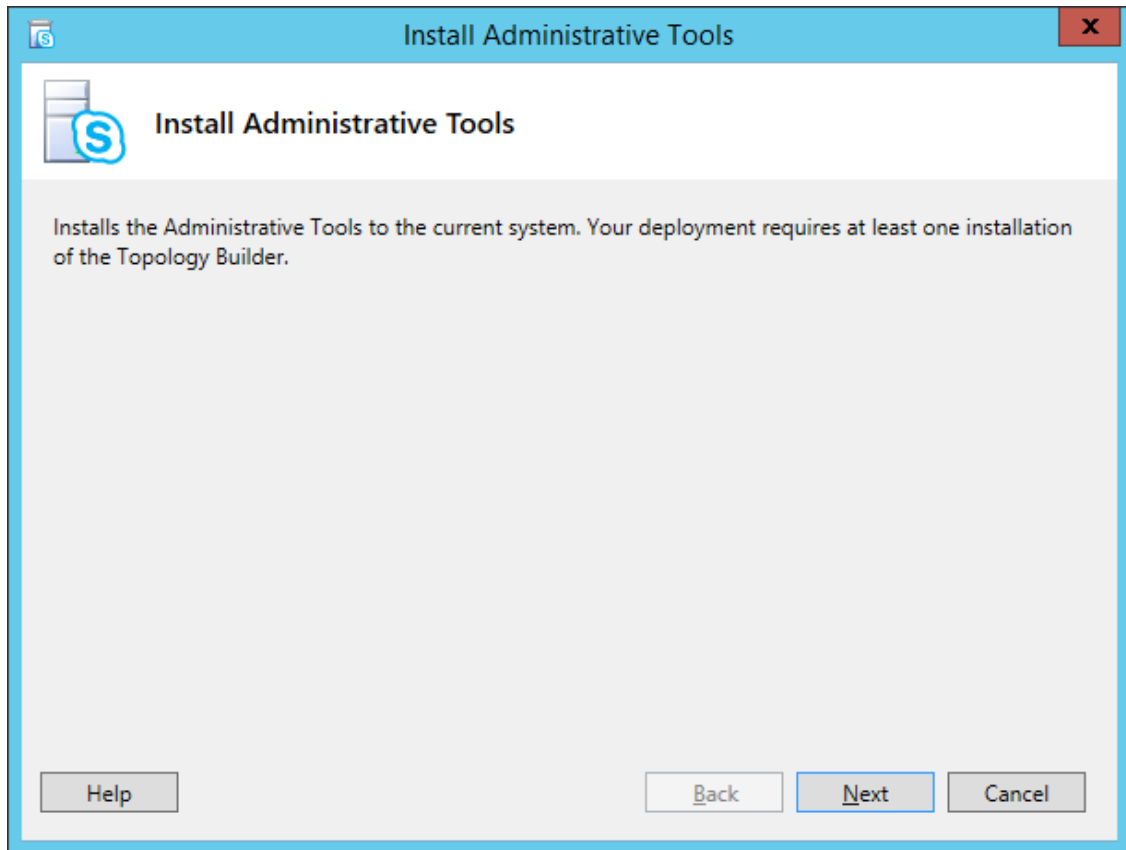 Install Administrative Tools
x
Install Administrative Tools
S
Installs the Administrative Tools to the current system. Your deployment requires at least one installation
of the Topology Builder.
Help
Back
Next
Cancel